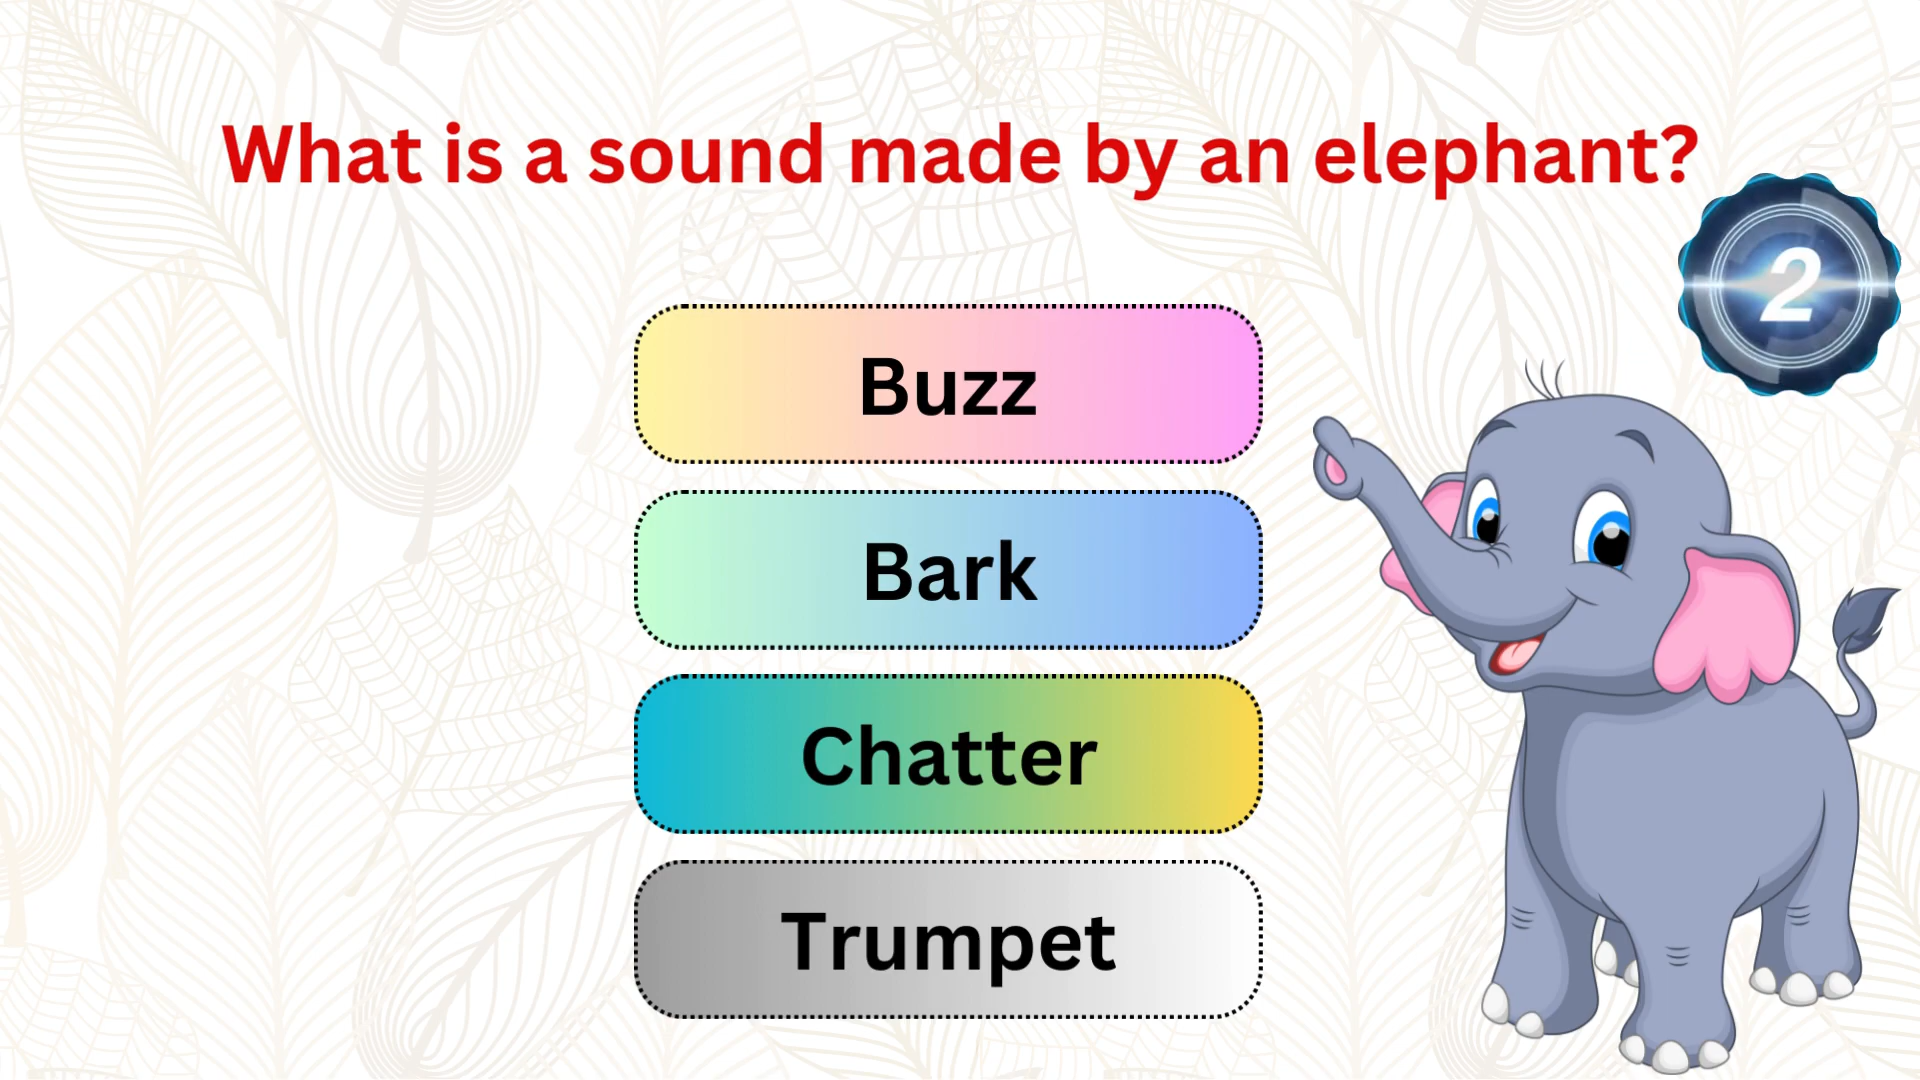 What is a sound made by an elephant?
2
Buzz
Bark
Chatter
Trumpet